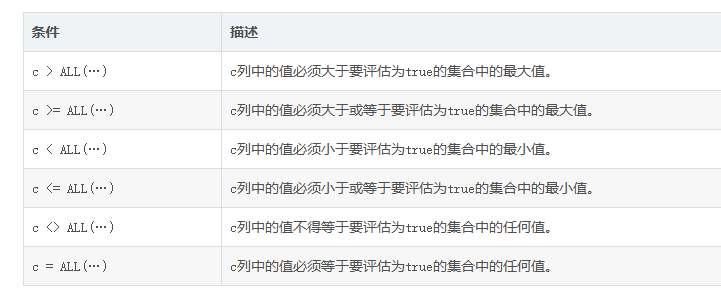 条件 描述
c > ALL(…) c列中的值必须大于要评估为true的集合中的最大值。
c >= ALL(…) c列中的值必须大于或等于要评估为true的集合中的最大值。
c < ALL(…) c列中的值必须小于要评估为true的集合中的最小值。
c <= ALL(…) c列中的值必须小于或等于要评估为true的集合中的最小值。
c <> ALL(…) c列中的值不得等于要评估为true的集合中的任何值。
c = ALL(…) c列中的值必须等于要评估为true的集合中的任何值。